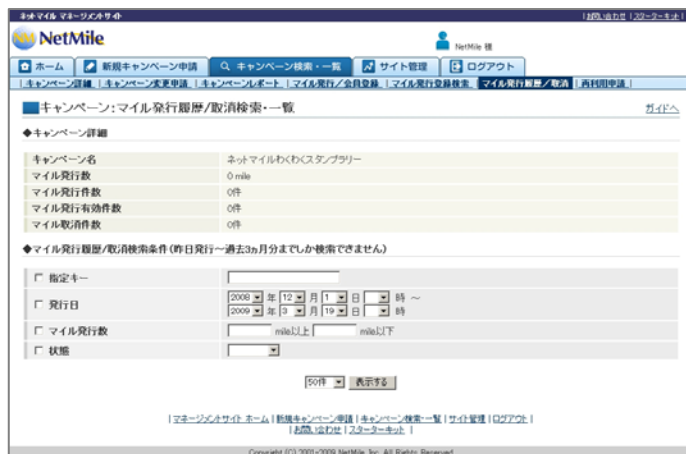 ネットマイル マネージメントサイト
| お問い合わせ | スターターキット |
NetMile
NetMile 様
ホーム 新規キャンペーン申請 キャンペーン検索・一覧 サイト管理 ログアウト
| キャンペーン詳細 | キャンペーン変更申請 | キャンペーンレポート | マイル発行/会員登録 | マイル発行登録検索 | マイル発行履歴/取消 | 再利用申請 |
キャンペーン:マイル発行履歴/取消検索・一覧
ガイドへ
◆キャンペーン詳細
キャンペーン名 ネットマイルわくわくスタンプラリー
マイル発行数 0 mile
マイル発行件数 0件
マイル発行有効件数 0件
マイル取消件数 0件
◆マイル発行履歴/取消検索条件(昨日発行~過去3ヵ月分までしか検索できません)
指定キー
発行日 2008 年 12 月 1 日 時 ~
2009 年 3 月 19 日 時
マイル発行数 mile以上 mile以下
状態
50件 表示する
| マネージメントサイト ホーム | 新規キャンペーン申請 | キャンペーン検索・一覧 | サイト管理 | ログアウト |
| お問い合わせ | スターターキット |
Copyright (C) 2001-2009 NetMile, Inc. All Rights Reserved.